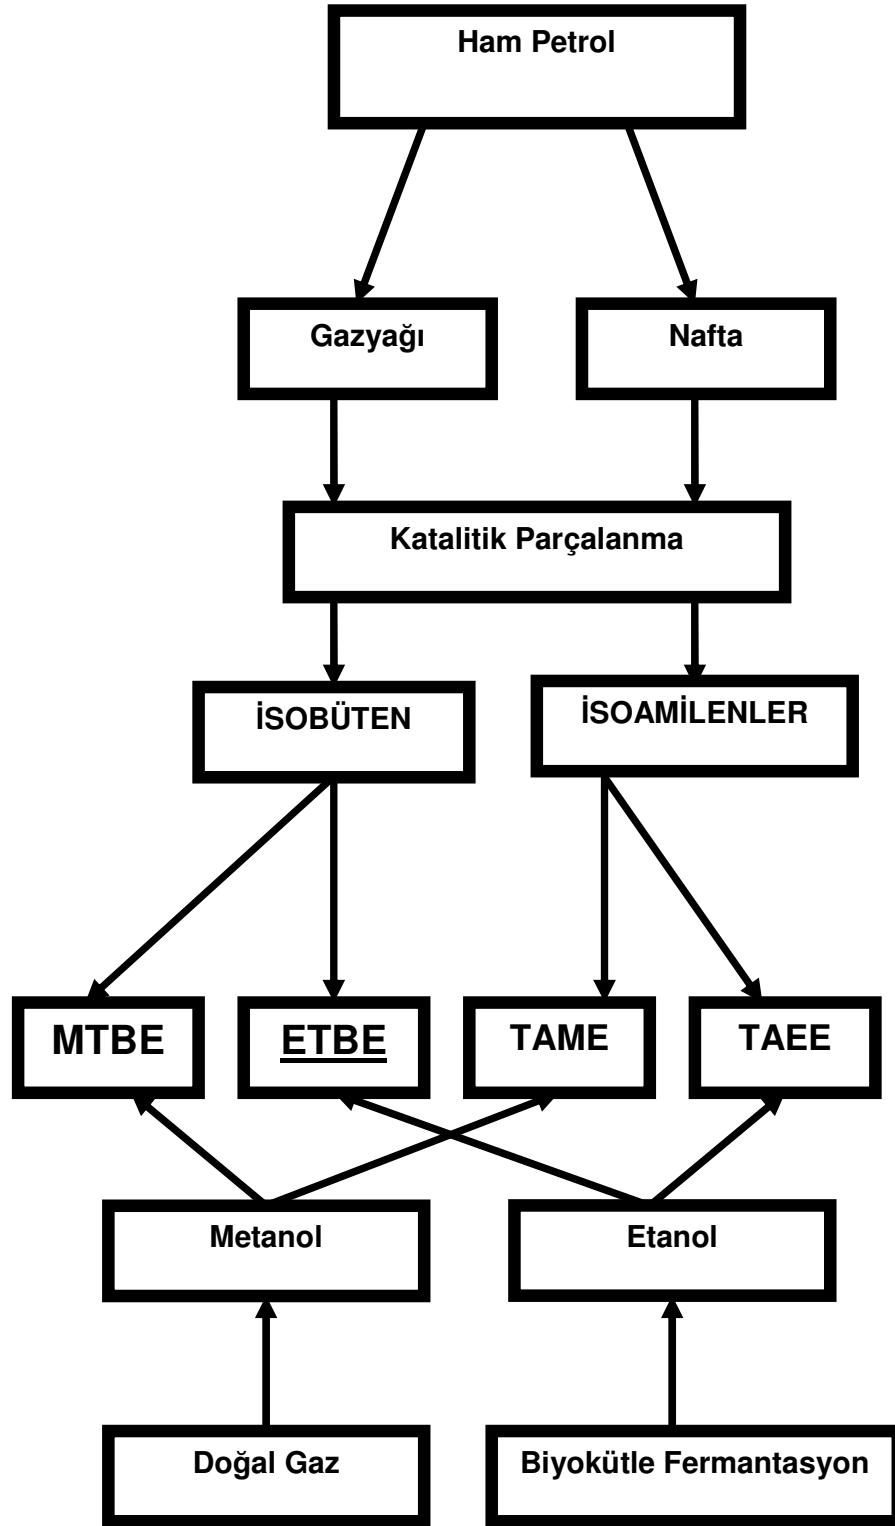 Ham Petrol
Gazyağı
Nafta
Katalitik Parçalanma
İSOBÜTEN
İSOAMİLENLER
MTBE
ETBE
TAME
TAEE
Metanol
Etanol
Doğal Gaz
Biyokütle Fermantasyon